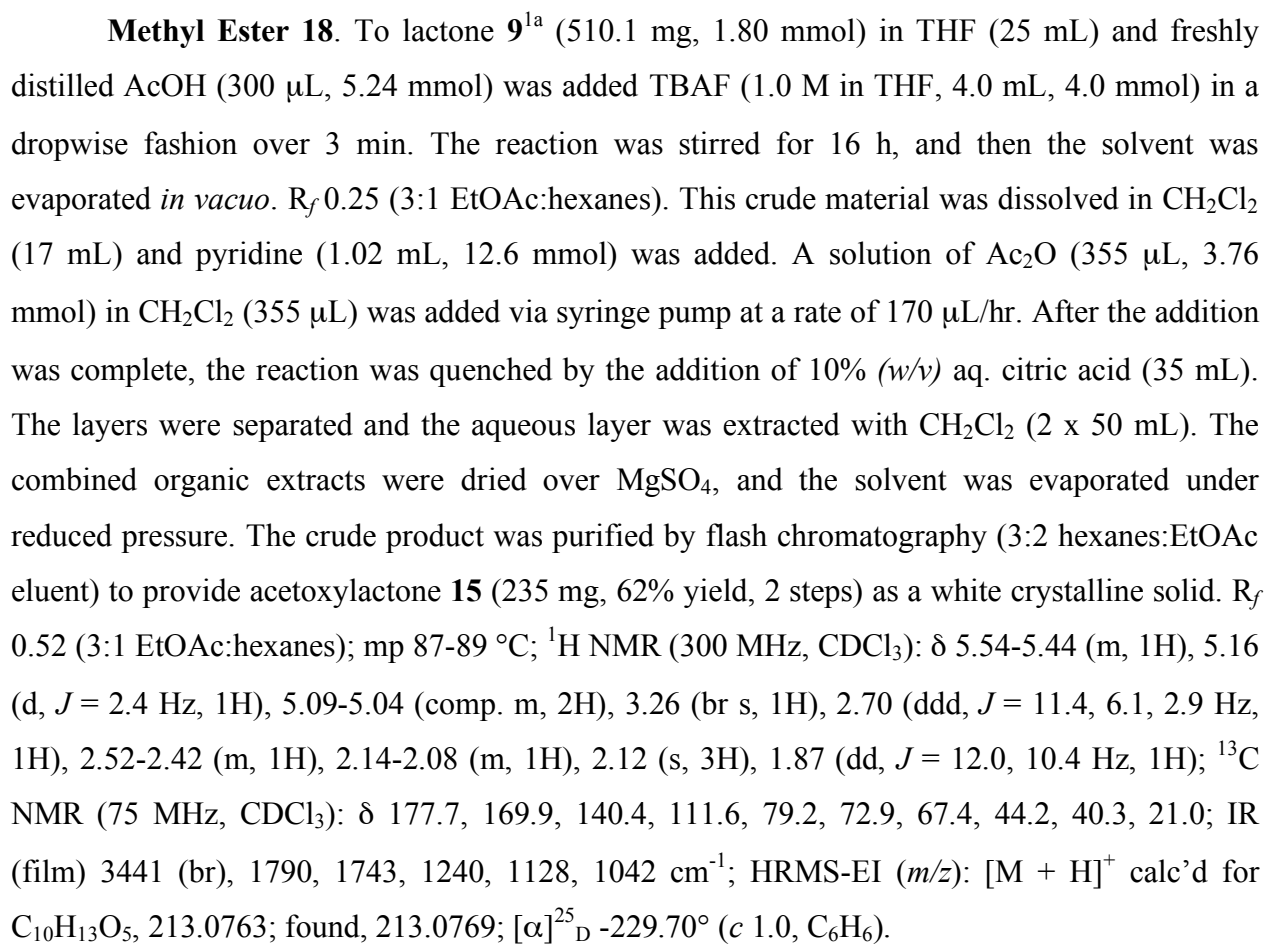 Methyl Ester 18. To lactone 9¹ᵃ (510.1 mg, 1.80 mmol) in THF (25 mL) and freshly
distilled AcOH (300 μL, 5.24 mmol) was added TBAF (1.0 M in THF, 4.0 mL, 4.0 mmol) in a
dropwise fashion over 3 min. The reaction was stirred for 16 h, and then the solvent was
evaporated in vacuo. R𝑓 0.25 (3:1 EtOAc:hexanes). This crude material was dissolved in CH₂Cl₂
(17 mL) and pyridine (1.02 mL, 12.6 mmol) was added. A solution of Ac₂O (355 μL, 3.76
mmol) in CH₂Cl₂ (355 μL) was added via syringe pump at a rate of 170 μL/hr. After the addition
was complete, the reaction was quenched by the addition of 10% (w/v) aq. citric acid (35 mL).
The layers were separated and the aqueous layer was extracted with CH₂Cl₂ (2 x 50 mL). The
combined organic extracts were dried over MgSO₄, and the solvent was evaporated under
reduced pressure. The crude product was purified by flash chromatography (3:2 hexanes:EtOAc
eluent) to provide acetoxylactone 15 (235 mg, 62% yield, 2 steps) as a white crystalline solid. R𝑓
0.52 (3:1 EtOAc:hexanes); mp 87-89 °C; ¹H NMR (300 MHz, CDCl₃): δ 5.54-5.44 (m, 1H), 5.16
(d, J = 2.4 Hz, 1H), 5.09-5.04 (comp. m, 2H), 3.26 (br s, 1H), 2.70 (ddd, J = 11.4, 6.1, 2.9 Hz,
1H), 2.52-2.42 (m, 1H), 2.14-2.08 (m, 1H), 2.12 (s, 3H), 1.87 (dd, J = 12.0, 10.4 Hz, 1H); ¹³C
NMR (75 MHz, CDCl₃): δ 177.7, 169.9, 140.4, 111.6, 79.2, 72.9, 67.4, 44.2, 40.3, 21.0; IR
(film) 3441 (br), 1790, 1743, 1240, 1128, 1042 cm⁻¹; HRMS-EI (m/z): [M + H]⁺ calc'd for
C₁₀H₁₃O₅, 213.0763; found, 213.0769; [α]²⁵D -229.70° (c 1.0, C₆H₆).